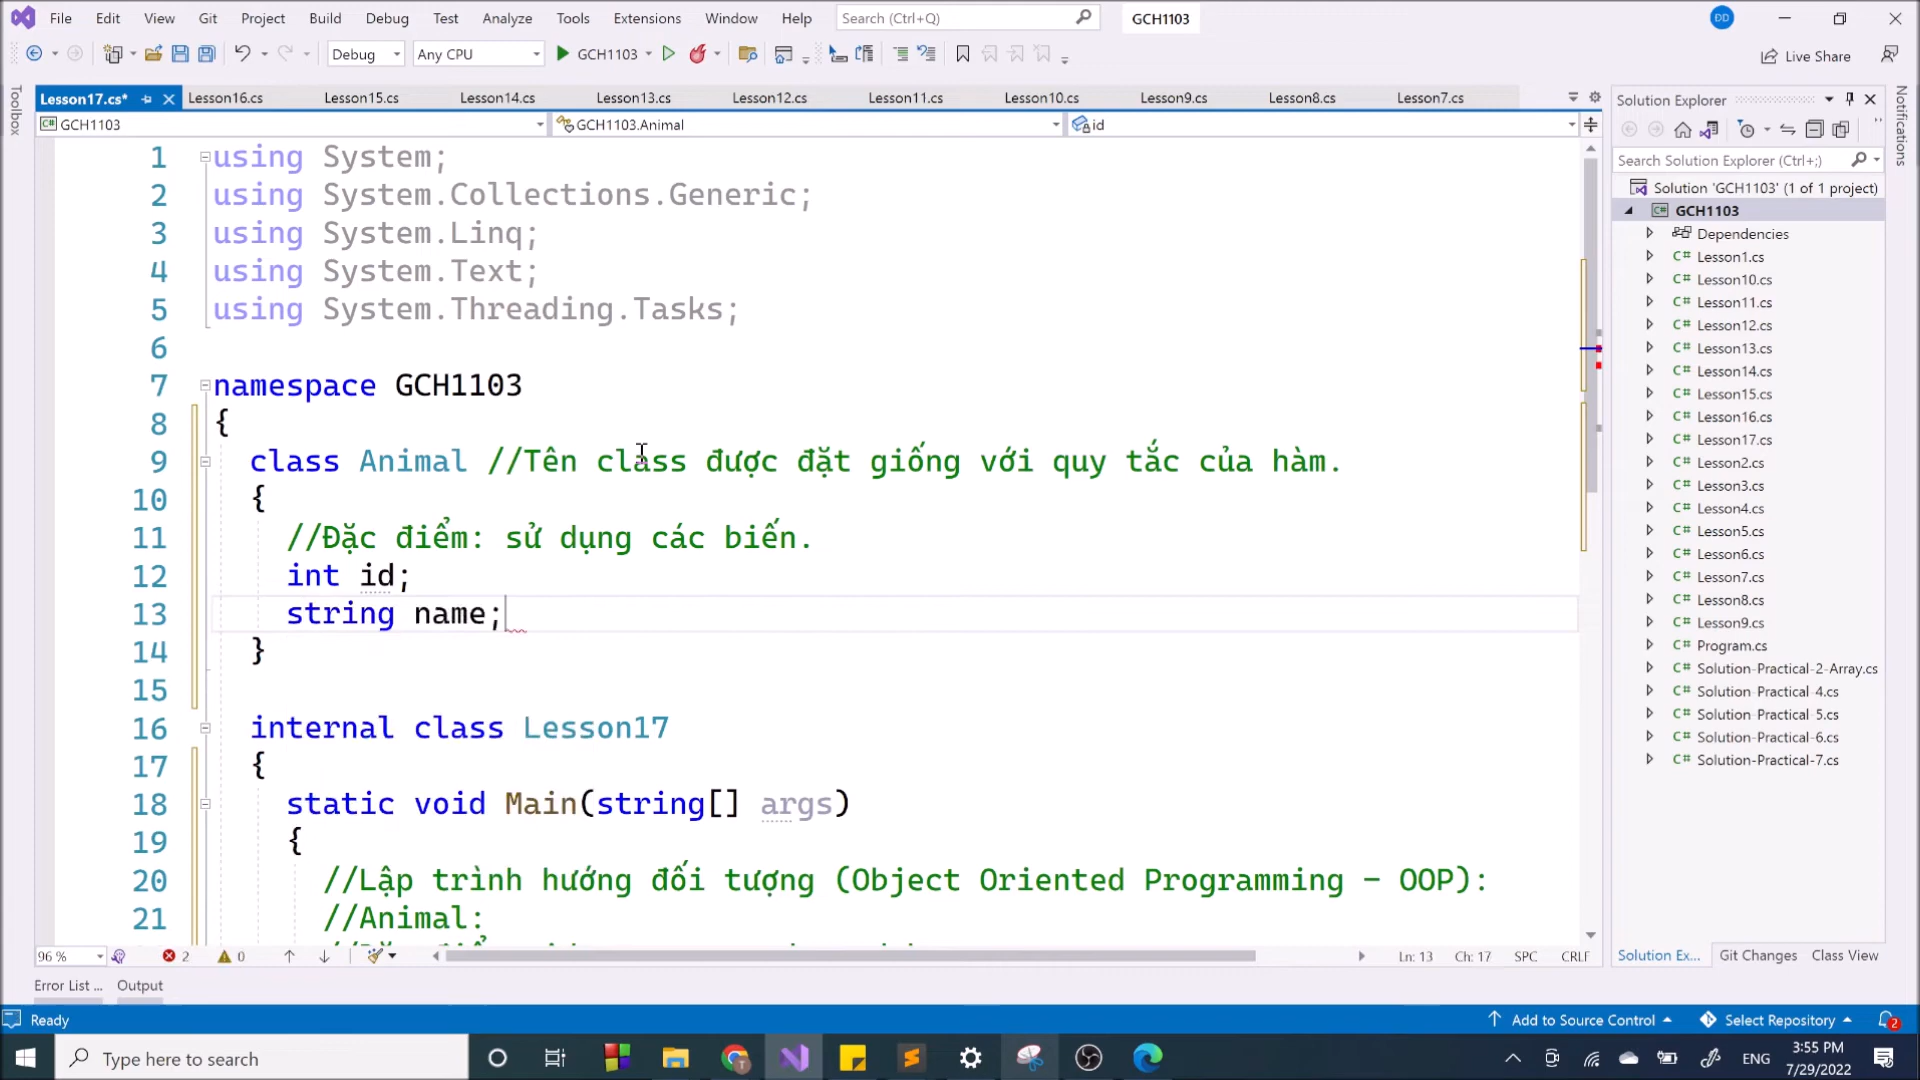 File Edit View Git Project Build Debug Test Analyze Tools Extensions Window Help Search (Ctrl+Q) GCH1103 ĐD
Debug Any CPU GCH1103 Live Share
Toolbox
Lesson17.cs* Lesson16.cs Lesson15.cs Lesson14.cs Lesson13.cs Lesson12.cs Lesson11.cs Lesson10.cs Lesson9.cs Lesson8.cs Lesson7.cs
GCH1103 GCH1103.Animal id
1 using System;
2 using System.Collections.Generic;
3 using System.Linq;
4 using System.Text;
5 using System.Threading.Tasks;
6
7 namespace GCH1103
8 {
9 class Animal //Tên class được đặt giống với quy tắc của hàm.
10 {
11 //Đặc điểm: sử dụng các biến.
12 int id;
13 string name;
14 }
15
16 internal class Lesson17
17 {
18 static void Main(string[] args)
19 {
20 //Lập trình hướng đối tượng (Object Oriented Programming - OOP):
21 //Animal:
96 % 2 0 Ln: 13 Ch: 17 SPC CRLF
Error List ... Output
Solution Explorer
Search Solution Explorer (Ctrl+;)
Solution 'GCH1103' (1 of 1 project)
GCH1103
Dependencies
C# Lesson1.cs
C# Lesson10.cs
C# Lesson11.cs
C# Lesson12.cs
C# Lesson13.cs
C# Lesson14.cs
C# Lesson15.cs
C# Lesson16.cs
C# Lesson17.cs
C# Lesson2.cs
C# Lesson3.cs
C# Lesson4.cs
C# Lesson5.cs
C# Lesson6.cs
C# Lesson7.cs
C# Lesson8.cs
C# Lesson9.cs
C# Program.cs
C# Solution-Practical-2-Array.cs
C# Solution-Practical-4.cs
C# Solution-Practical-5.cs
C# Solution-Practical-6.cs
C# Solution-Practical-7.cs
Solution Ex... Git Changes Class View
Notifications
Ready Add to Source Control Select Repository 2
Type here to search ENG 3:55 PM
7/29/2022